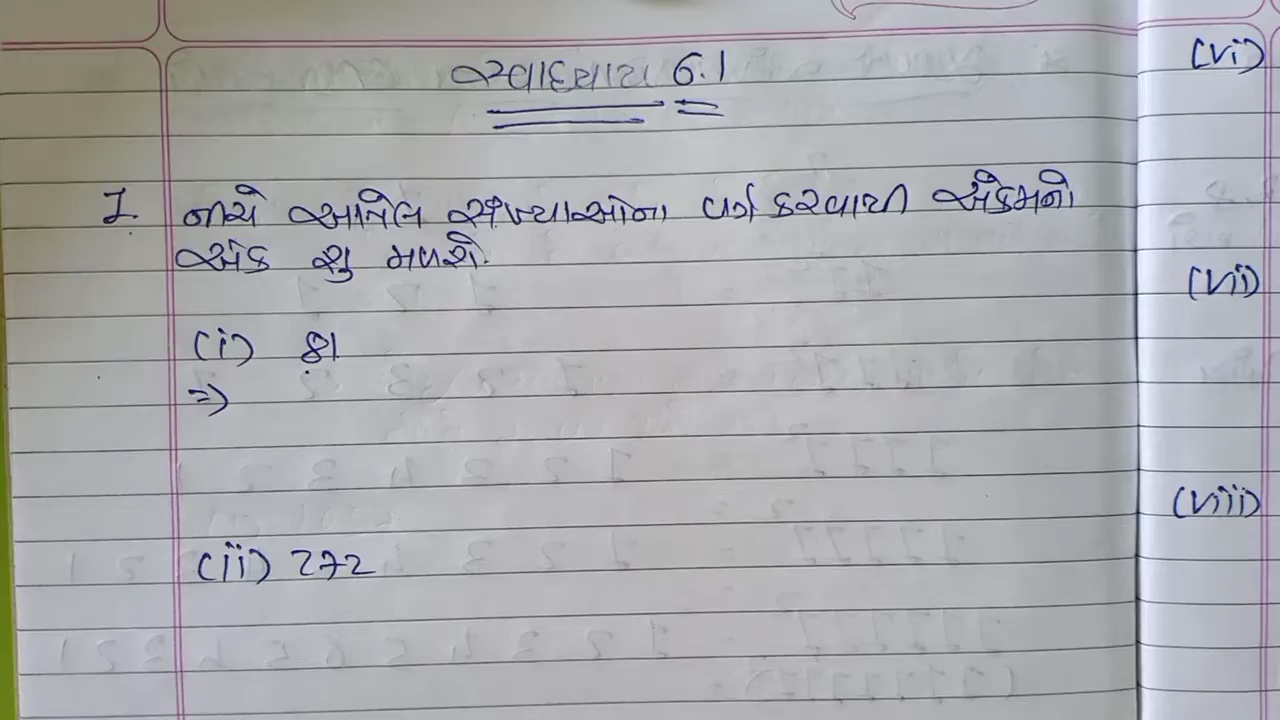 સ્વાધ્યાય 6.1
1. નીચે આપેલ સંખ્યાઓના વર્ગ કરવાથી એકમનો
અંક શુ મળશે.
(i) 81
⇒
(ii) 272
(vi)
(vii)
(viii)